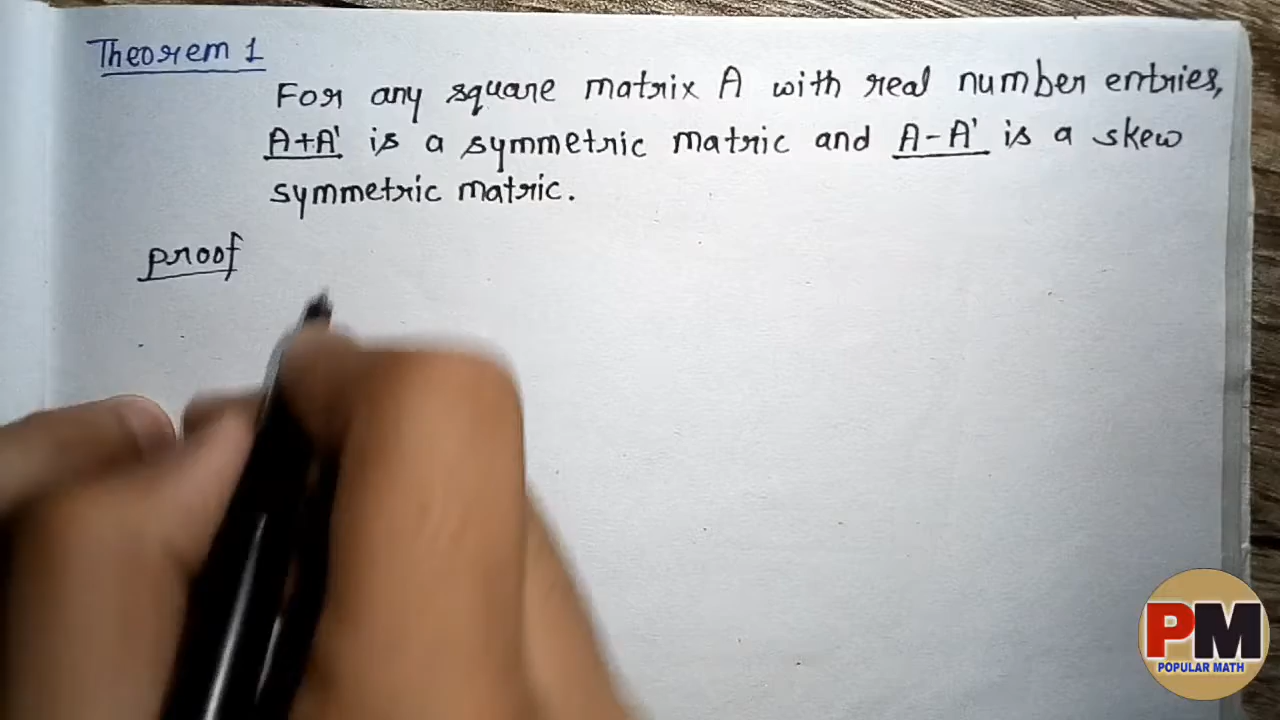 Theorem 1
For any square matrix A with real number entries,
A+A' is a symmetric matric and A-A' is a skew
symmetric matric.
proof
PM
POPULAR MATH